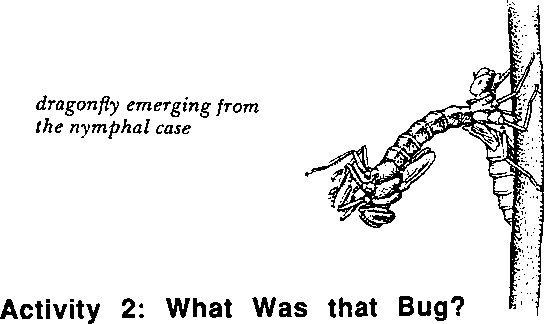 dragonfly emerging from
the nymphal case
Activity 2: What Was that Bug?